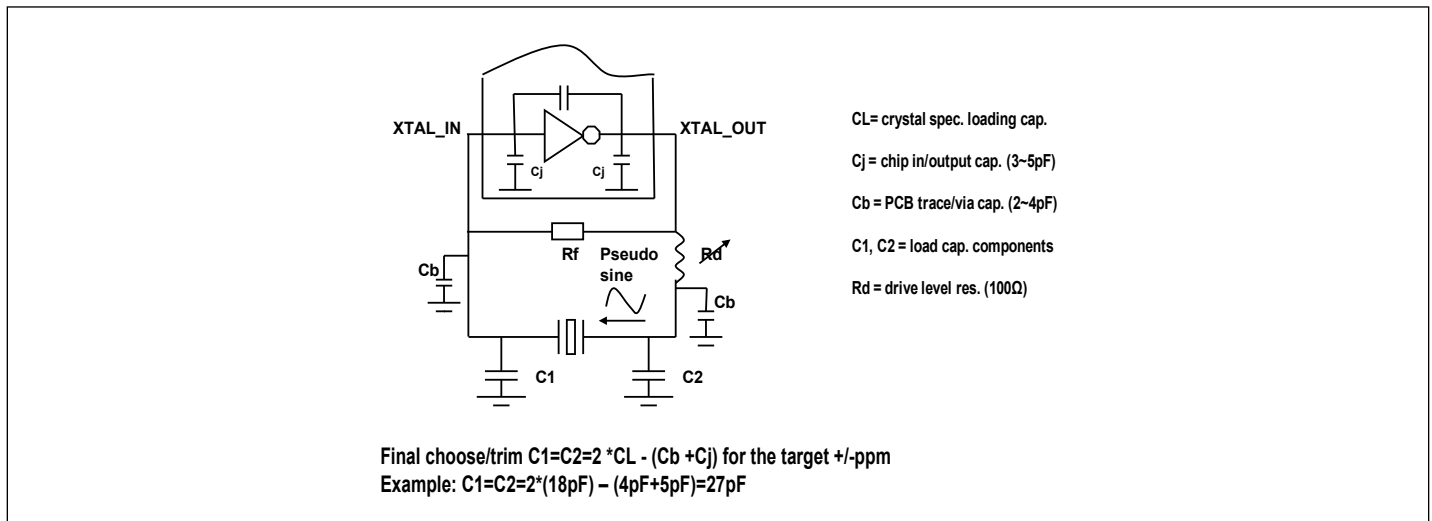 XTAL_IN
XTAL_OUT
Cj
Cj
Rf
Pseudo
sine
Rd
Cb
Cb
C1
C2
CL= crystal spec. loading cap.
Cj = chip in/output cap. (3~5pF)
Cb = PCB trace/via cap. (2~4pF)
C1, C2 = load cap. components
Rd = drive level res. (100Ω)
Final choose/trim C1=C2=2 *CL - (Cb +Cj) for the target +/-ppm
Example: C1=C2=2*(18pF) – (4pF+5pF)=27pF